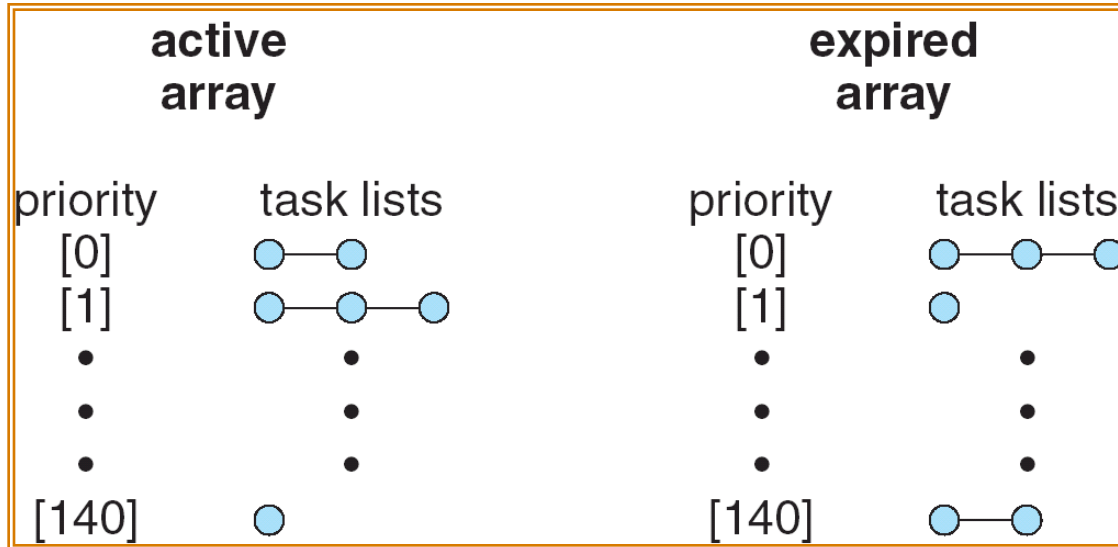 active
array
expired
array
priority task lists
priority task lists
[0]
[0]
[1]
[1]
[140]
[140]